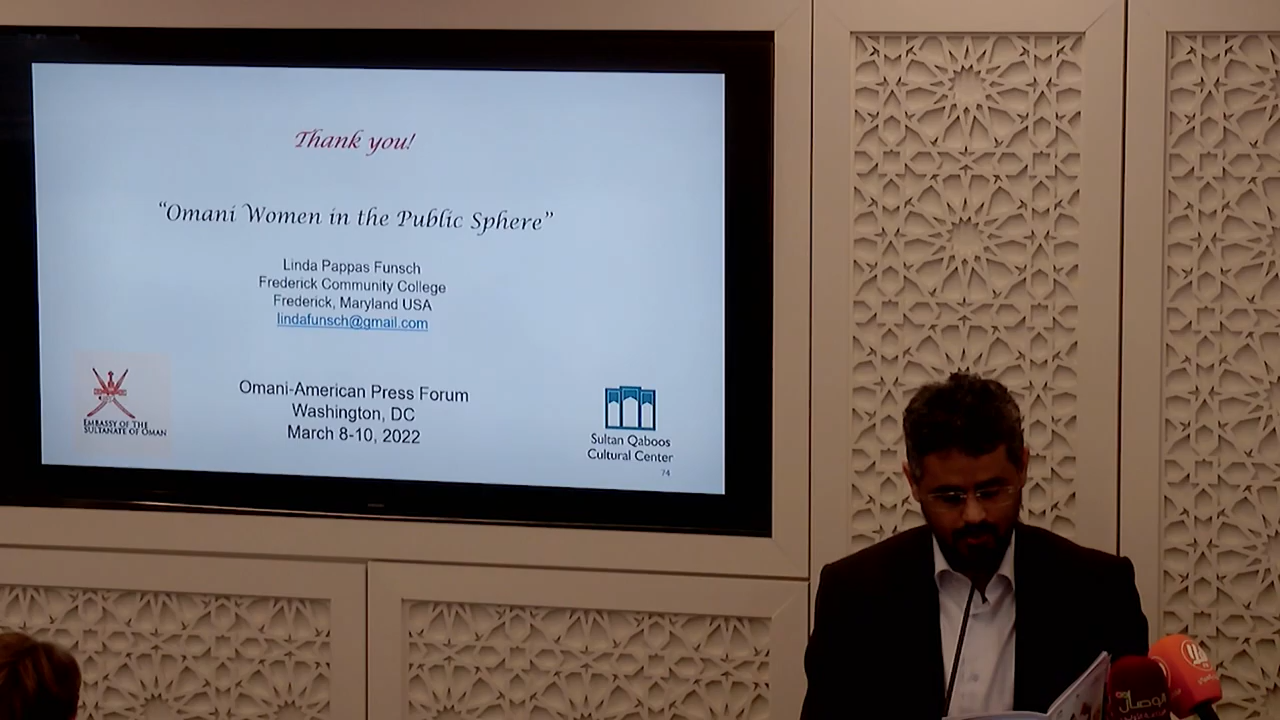 Thank you!
“Omani Women in the Public Sphere”
Linda Pappas Funsch
Frederick Community College
Frederick, Maryland USA
lindafunsch@gmail.com
Omani-American Press Forum
Washington, DC
March 8-10, 2022
EMBASSY OF THE
SULTANATE OF OMAN
Sultan Qaboos
Cultural Center
74
الوصال